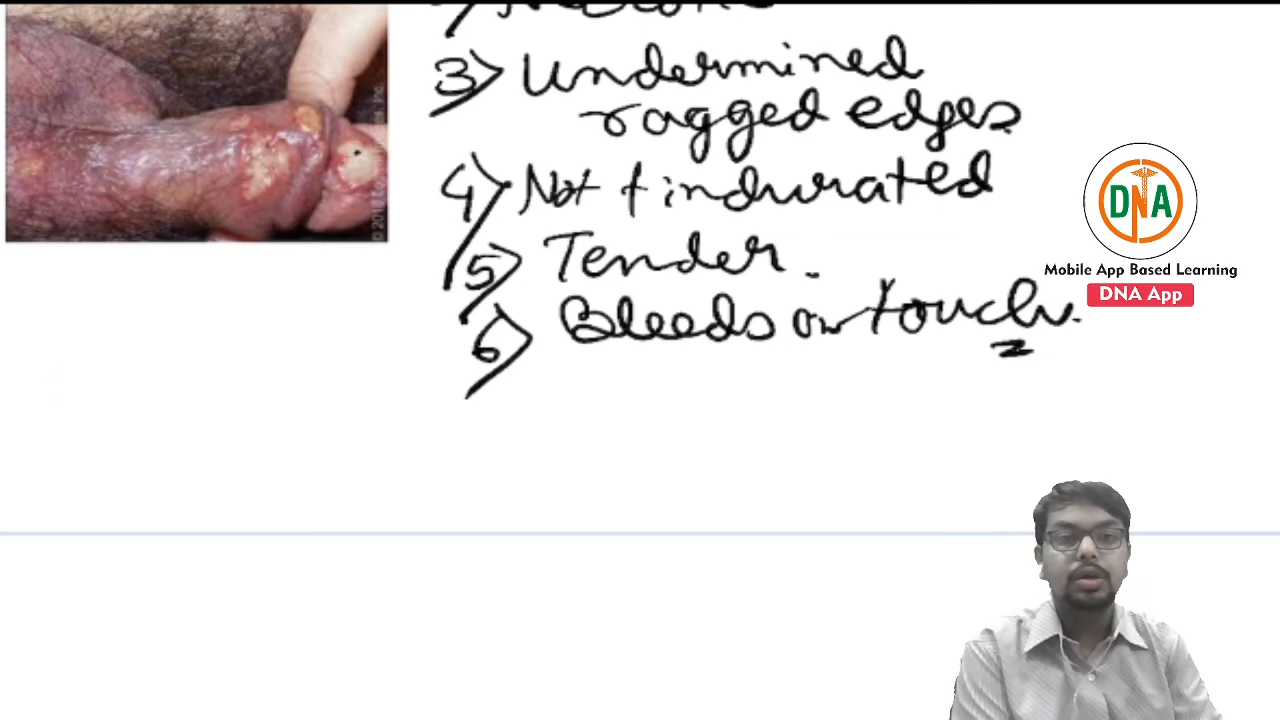 3) Undermined
ragged edges.
4) Not indurated
5) Tender.
6) Bleeds on touch.
DNA
Mobile App Based Learning
DNA App